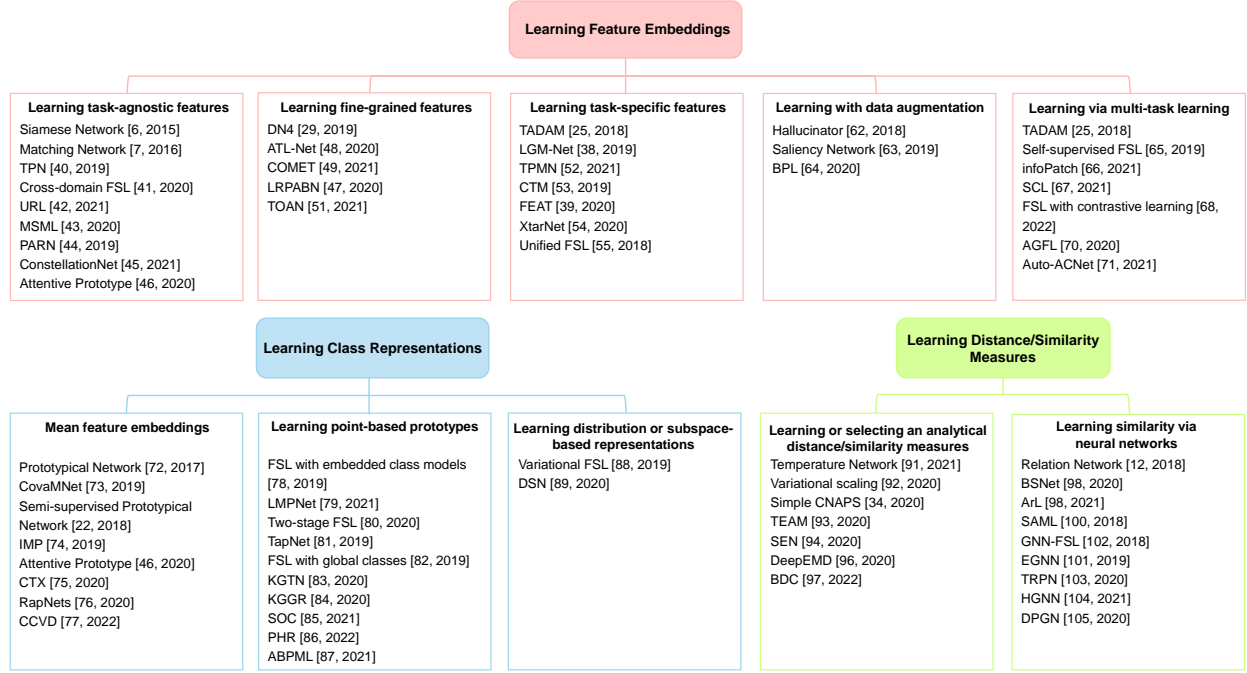 Learning Feature Embeddings
Learning task-agnostic features
Siamese Network [6, 2015]
Matching Network [7, 2016]
TPN [40, 2019]
Cross-domain FSL [41, 2020]
URL [42, 2021]
MSML [43, 2020]
PARN [44, 2019]
ConstellationNet [45, 2021]
Attentive Prototype [46, 2020]
Learning fine-grained features
DN4 [29, 2019]
ATL-Net [48, 2020]
COMET [49, 2021]
LRPABN [47, 2020]
TOAN [51, 2021]
Learning task-specific features
TADAM [25, 2018]
LGM-Net [38, 2019]
TPMN [52, 2021]
CTM [53, 2019]
FEAT [39, 2020]
XtarNet [54, 2020]
Unified FSL [55, 2018]
Learning with data augmentation
Hallucinator [62, 2018]
Saliency Network [63, 2019]
BPL [64, 2020]
Learning via multi-task learning
TADAM [25, 2018]
Self-supervised FSL [65, 2019]
infoPatch [66, 2021]
SCL [67, 2021]
FSL with contrastive learning [68,
2022]
AGFL [70, 2020]
Auto-ACNet [71, 2021]
Learning Class Representations
Mean feature embeddings
Prototypical Network [72, 2017]
CovaMNet [73, 2019]
Semi-supervised Prototypical
Network [22, 2018]
IMP [74, 2019]
Attentive Prototype [46, 2020]
CTX [75, 2020]
RapNets [76, 2020]
CCVD [77, 2022]
Learning point-based prototypes
FSL with embedded class models
[78, 2019]
LMPNet [79, 2021]
Two-stage FSL [80, 2020]
TapNet [81, 2019]
FSL with global classes [82, 2019]
KGTN [83, 2020]
KGGR [84, 2020]
SOC [85, 2021]
PHR [86, 2022]
ABPML [87, 2021]
Learning distribution or subspace-
based representations
Variational FSL [88, 2019]
DSN [89, 2020]
Learning Distance/Similarity
Measures
Learning or selecting an analytical
distance/similarity measures
Temperature Network [91, 2021]
Variational scaling [92, 2020]
Simple CNAPS [34, 2020]
TEAM [93, 2020]
SEN [94, 2020]
DeepEMD [96, 2020]
BDC [97, 2022]
Learning similarity via
neural networks
Relation Network [12, 2018]
BSNet [98, 2020]
ArL [98, 2021]
SAML [100, 2018]
GNN-FSL [102, 2018]
EGNN [101, 2019]
TRPN [103, 2020]
HGNN [104, 2021]
DPGN [105, 2020]